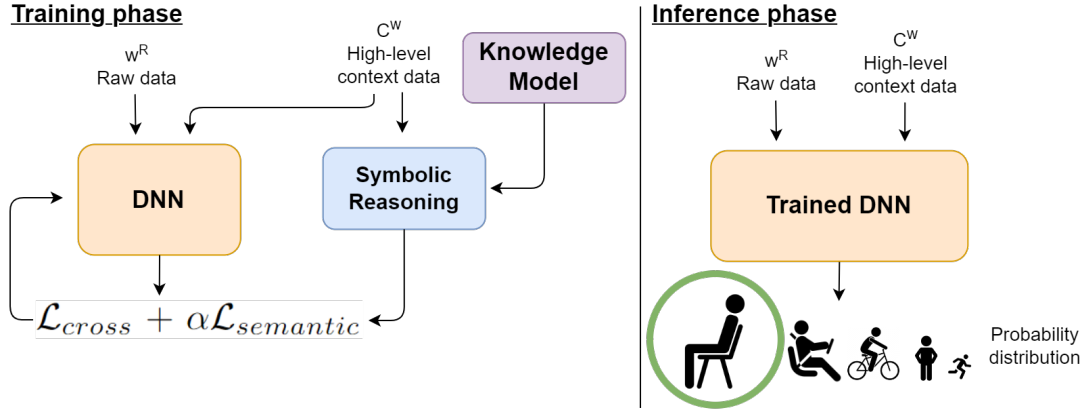 Training phase
w^R
Raw data
C^W
High-level
context data
Knowledge
Model
DNN
Symbolic
Reasoning
ℒ_cross + αℒ_semantic
Inference phase
w^R
Raw data
C^W
High-level
context data
Trained DNN
Probability
distribution